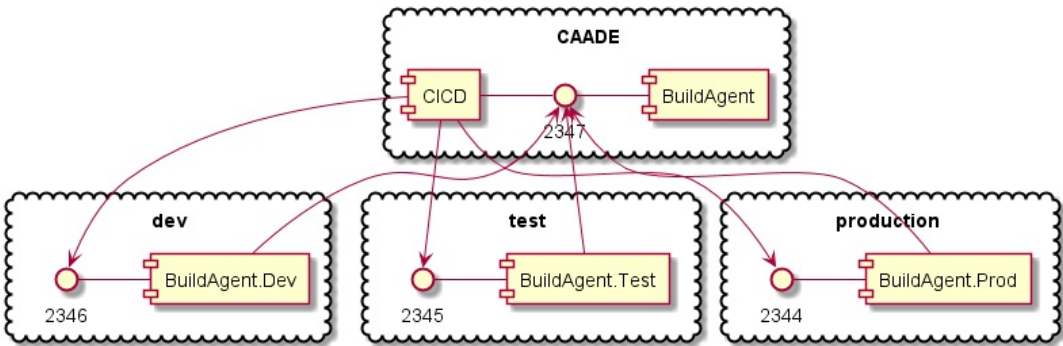 CAADE
CICD
BuildAgent
2347
dev
test
production
BuildAgent.Dev
BuildAgent.Test
BuildAgent.Prod
2346
2345
2344